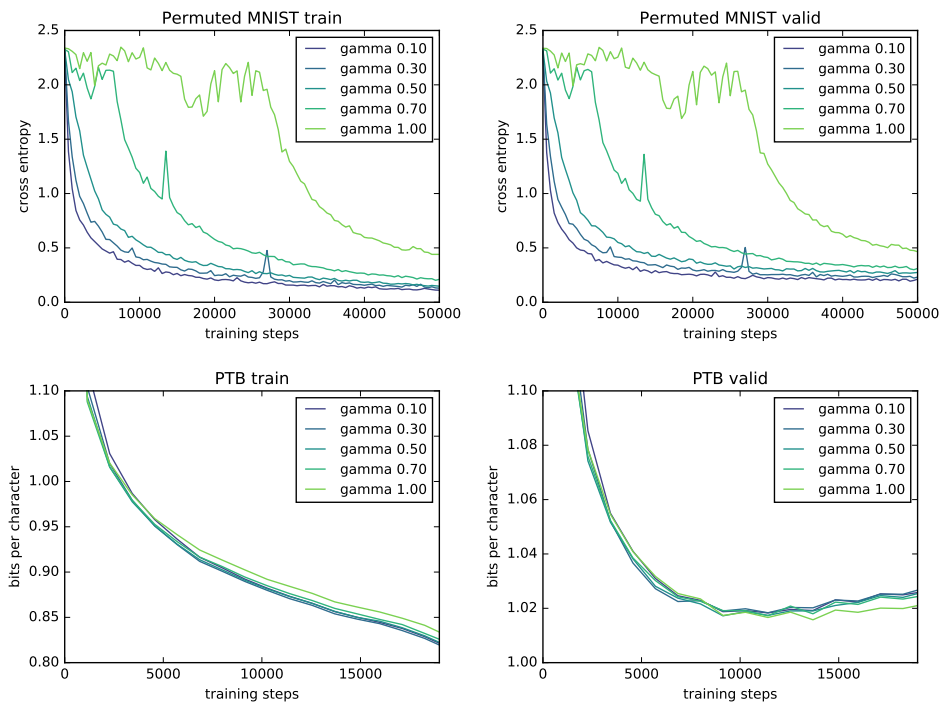 Permuted MNIST train
2.5
2.0
1.5
1.0
0.5
0.0
cross entropy
gamma 0.10
gamma 0.30
gamma 0.50
gamma 0.70
gamma 1.00
0 10000 20000 30000 40000 50000
training steps
Permuted MNIST valid
2.5
2.0
1.5
1.0
0.5
0.0
cross entropy
gamma 0.10
gamma 0.30
gamma 0.50
gamma 0.70
gamma 1.00
0 10000 20000 30000 40000 50000
training steps
PTB train
1.10
1.05
1.00
0.95
0.90
0.85
0.80
bits per character
gamma 0.10
gamma 0.30
gamma 0.50
gamma 0.70
gamma 1.00
0 5000 10000 15000
training steps
PTB valid
1.10
1.08
1.06
1.04
1.02
1.00
bits per character
gamma 0.10
gamma 0.30
gamma 0.50
gamma 0.70
gamma 1.00
0 5000 10000 15000
training steps